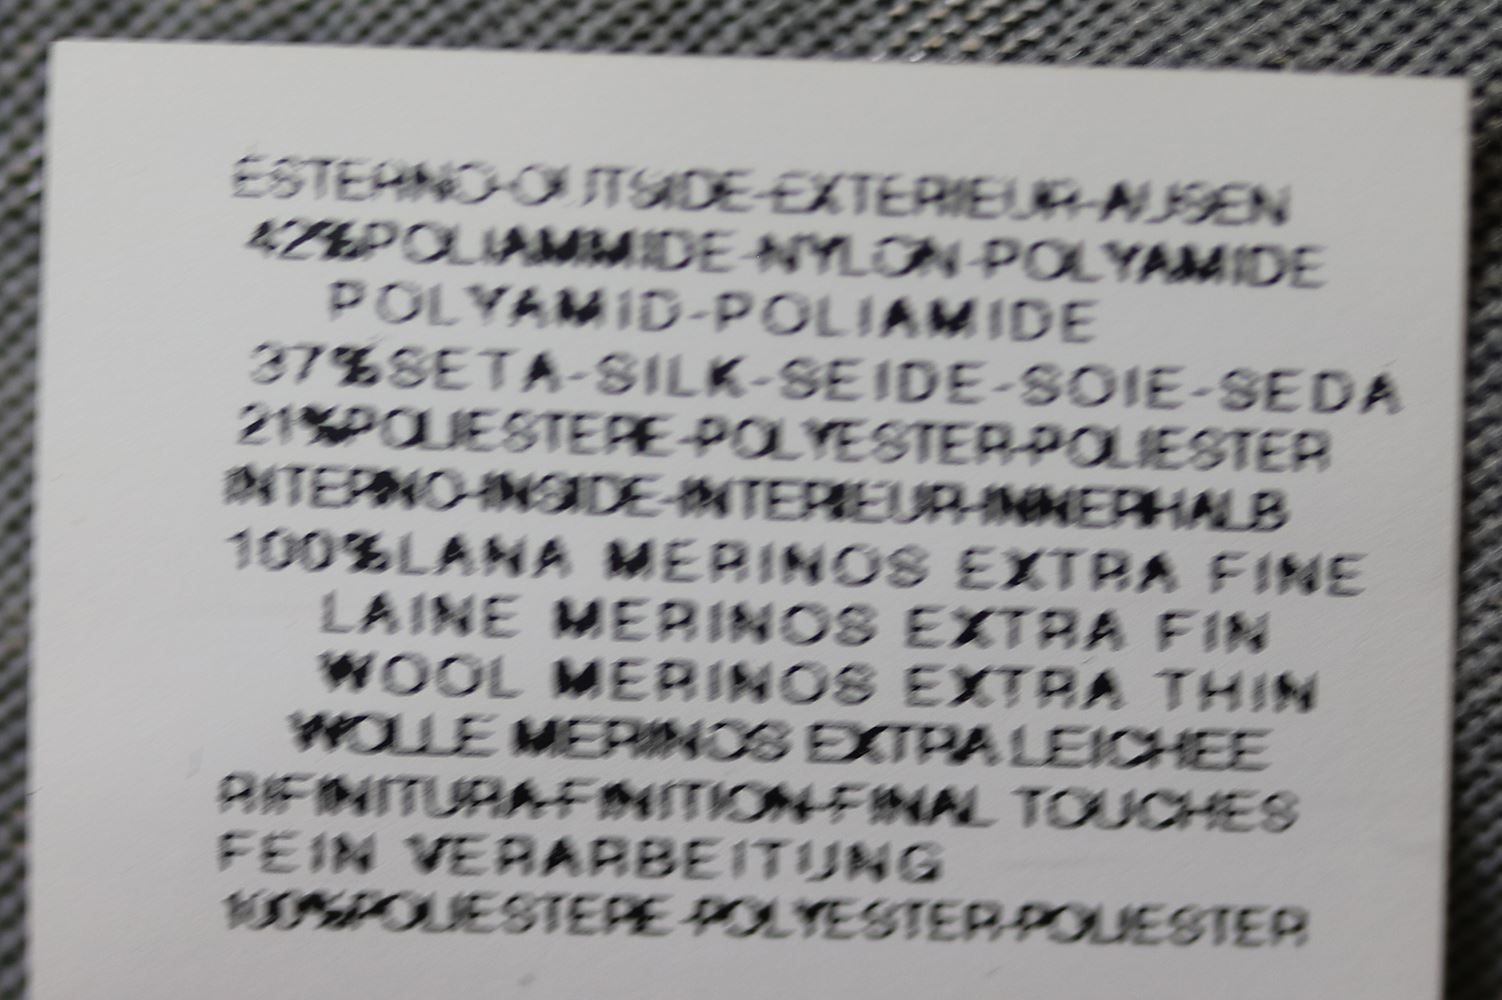 ESTERNO-OUTSIDE-EXTERIEUR-AUSEN
42%POLIAMMIDE-NYLON-POLYAMIDE
POLYAMID-POLIAMIDE
37%SETA-SILK-SEIDE-SOIE-SEDA
21%POLIESTERE-POLYESTER-POLIESTER
INTERNO-INSIDE-INTERIEUR-INNERHALB
100%LANA MERINOS EXTRA FINE
LAINE MERINOS EXTRA FIN
WOOL MERINOS EXTRA THIN
WOLLE MERINOS EXTRA LEICHEE
RIFINITURA-FINITION-FINAL TOUCHES
FEIN VERARBEITUNG
100%POLIESTERE-POLYESTER-POLIESTER